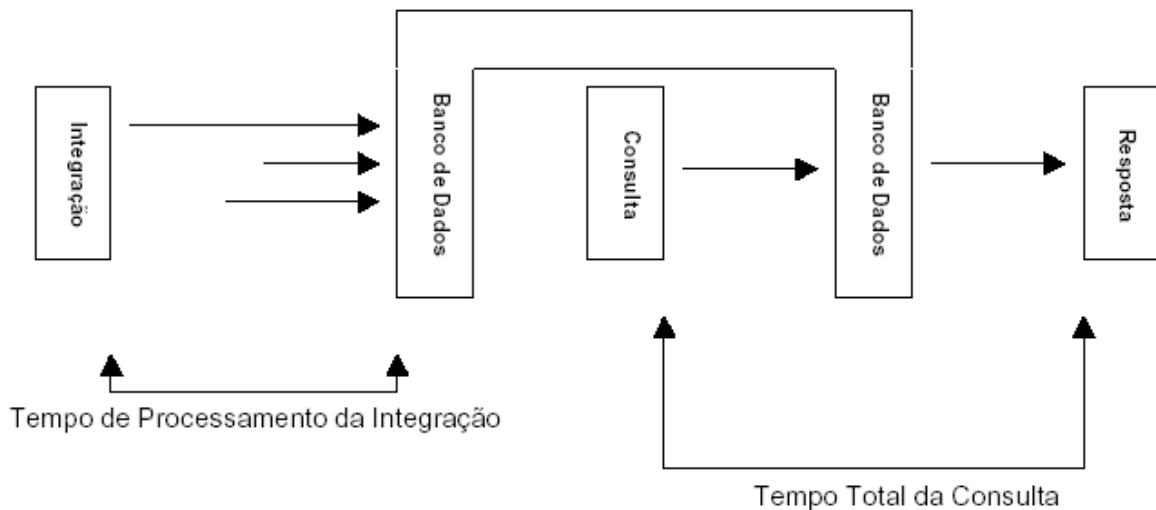 Integração
Banco de Dados
Consulta
Banco de Dados
Resposta
Tempo de Processamento da Integração
Tempo Total da Consulta